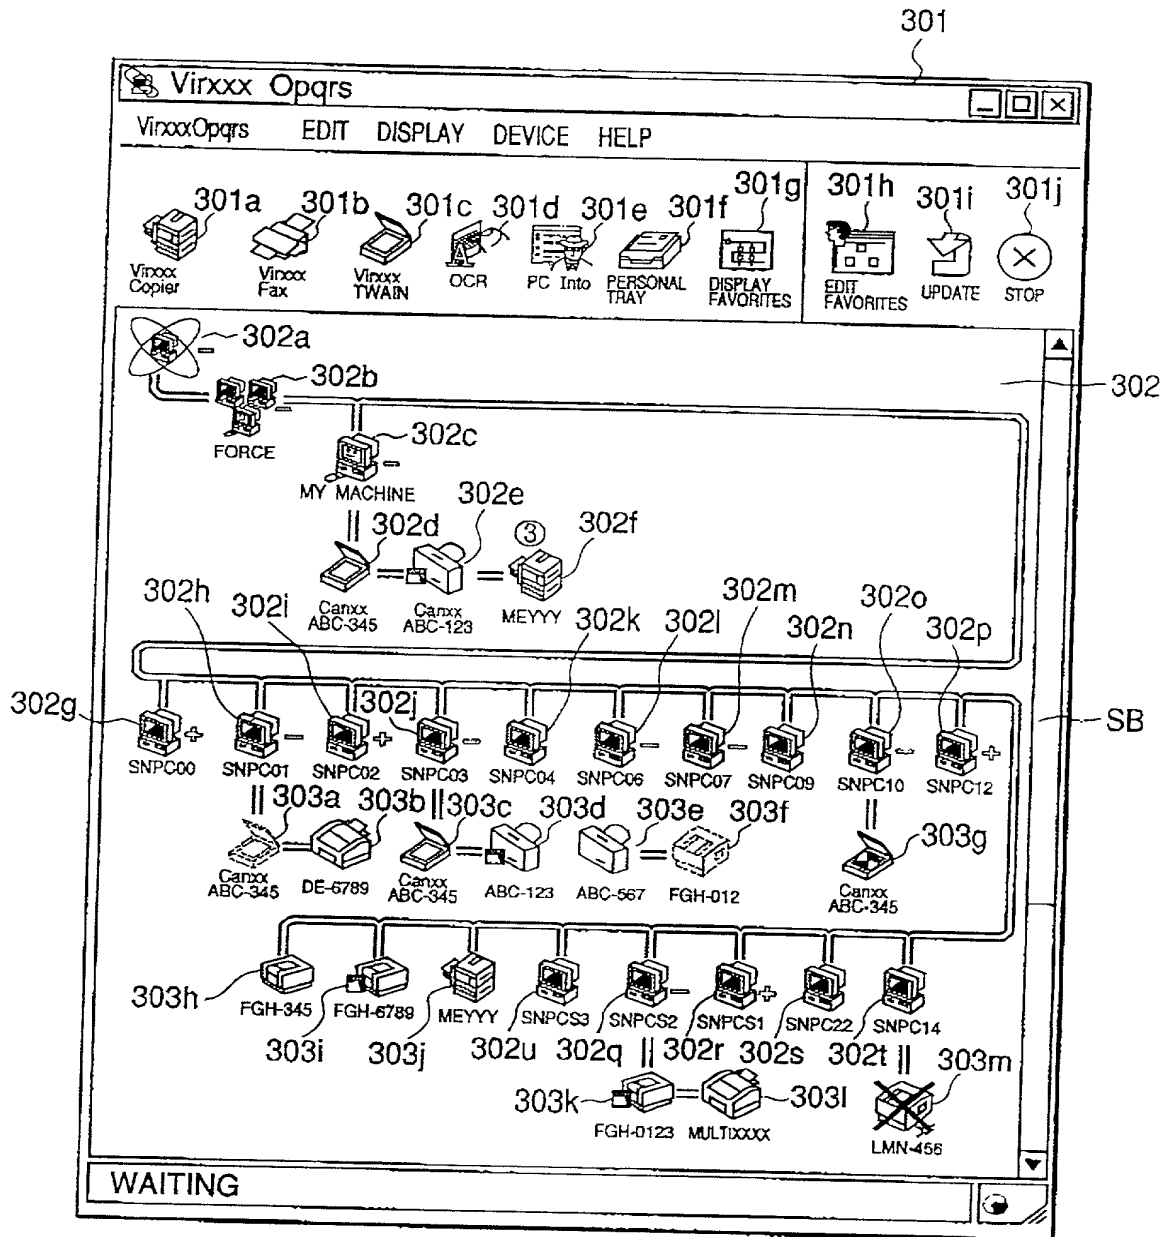 301
Virxxx Opqrs
VirxxxOpqrs EDIT DISPLAY DEVICE HELP
301a 301b 301c 301d 301e 301f 301g 301h 301i 301j
Virxxx Copier
Virxxx Fax
Virxxx TWAIN
OCR
PC Into
PERSONAL TRAY
DISPLAY FAVORITES
EDIT FAVORITES
UPDATE
STOP
302a
302b
302
FORCE
302c
MY MACHINE
302d 302e 3 302f
Canxx ABC-345
Canxx ABC-123
MEYYY
302h 302i 302k 302l 302m 302n 302o 302p
302g 302j SB
SNPC00 SNPC01 SNPC02 SNPC03 SNPC04 SNPC06 SNPC07 SNPC09 SNPC10 SNPC12
303a 303b 303c 303d 303e 303f 303g
Canxx ABC-345
DE-6789
Canxx ABC-345
ABC-123
ABC-567
FGH-012
Canxx ABC-345
303h
FGH-345 FGH-6789 MEYYY SNPCS3 SNPCS2 SNPCS1 SNPC22 SNPC14
303i 303j 302u 302q 302r 302s 302t 303m
303k 303l
FGH-0123 MULTIXXXX LMN-456
WAITING